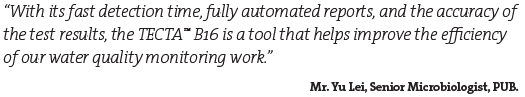 “With its fast detection time, fully automated reports, and the accuracy of
the test results, the TECTA™ B16 is a tool that helps improve the efficiency
of our water quality monitoring work.”
Mr. Yu Lei, Senior Microbiologist, PUB.